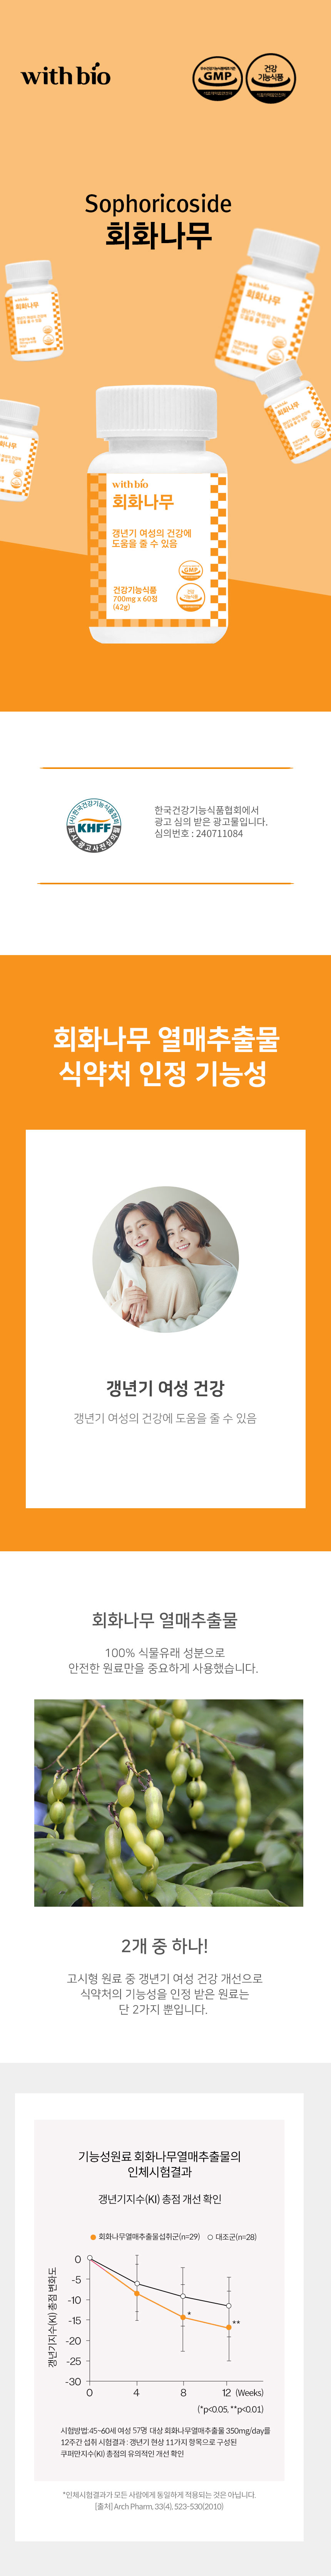 with bio
GMP
건강
기능식품
Sophoricoside
회화나무
with bio
회화나무
갱년기 여성의 건강에
도움을 줄 수 있음
GMP
건강기능식품
700mg x 60정
(42g)
건강
기능식품
KHFF
한국건강기능식품협회에서
광고 심의 받은 광고물입니다.
심의번호 : 240711084
회화나무 열매추출물
식약처 인정 기능성
갱년기 여성 건강
갱년기 여성의 건강에 도움을 줄 수 있음
회화나무 열매추출물
100% 식물유래 성분으로
안전한 원료만을 중요하게 사용했습니다.
2개 중 하나!
고시형 원료 중 갱년기 여성 건강 개선으로
식약처의 기능성을 인정 받은 원료는
단 2가지 뿐입니다.
기능성원료 회화나무열매추출물의
인체시험결과
갱년기지수(KI) 총점 개선 확인
회화나무열매추출물섭취군(n=29) 대조군(n=28)
갱년기지수(KI) 총점 변화도
0
-5
-10
-15
-20
-25
-30
*
**
0 4 8 12 (Weeks)
(*p<0.05, **p<0.01)
시험방법:45~60세 여성 57명 대상 회화나무열매추출물 350mg/day를
12주간 섭취 시험결과 : 갱년기 현상 11가지 항목으로 구성된
쿠퍼만지수(KI) 총점의 유의적인 개선 확인
*인체시험결과가 모든 사람에게 동일하게 적용되는 것은 아닙니다.
[출처] Arch Pharm, 33(4), 523-530(2010)